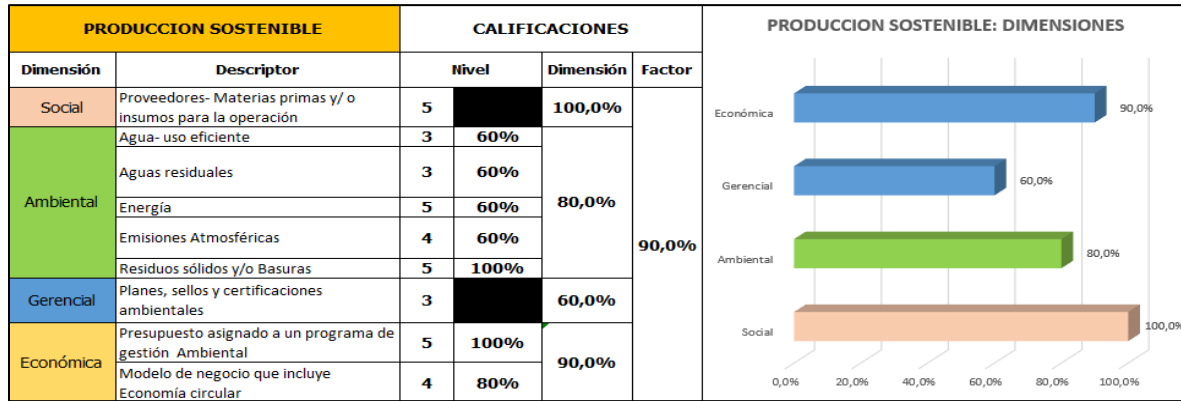 PRODUCCION SOSTENIBLE
CALIFICACIONES
Dimensión Descriptor Nivel Dimensión Factor
Social
Proveedores- Materias primas y/ o
insumos para la operación
5
100,0%
Ambiental
Agua- uso eficiente 3 60%
Aguas residuales 3 60%
Energía 5 60%
Emisiones Atmosféricas 4 60%
Residuos sólidos y/o Basuras 5 100%
80,0%
Gerencial
Planes, sellos y certificaciones
ambientales
3
60,0%
Económica
Presupuesto asignado a un programa de
gestión Ambiental
5 100%
Modelo de negocio que incluye
Economía circular
4 80%
90,0%
90,0%
PRODUCCION SOSTENIBLE: DIMENSIONES
Económica 90,0%
Gerencial 60,0%
Ambiental 80,0%
Social 100,0%
0,0% 20,0% 40,0% 60,0% 80,0% 100,0%